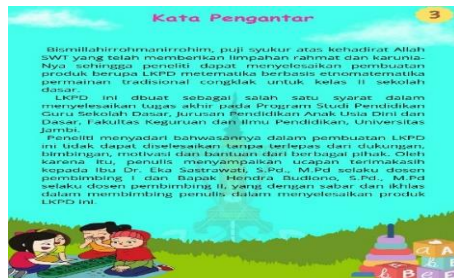 Kata Pengantar
3
Bismillahirrohmanirrohim, puji syukur atas kehadirat Allah
SWT yang telah memberikan limpahan rahmat dan karunia-
Nya sehingga peneliti dapat menyelesaikan pembuatan
produk berupa LKPD metematika berbasis etnomatematika
permainan tradisional congklak untuk kelas II sekolah
dasar.
LKPD ini dibuat sebagai salah satu syarat dalam
menyelesaikan tugas akhir pada Program Studi Pendidikan
Guru Sekolah Dasar, Jurusan Pendidikan Anak Usia Dini dan
Dasar, Fakultas Keguruan dan Ilmu Pendidikan, Universitas
Jambi.
Peneliti menyadari bahwasannya dalam pembuatan LKPD
ini tidak dapat diselesaikan tanpa terlepas dari dukungan,
bimbingan, motivasi dan bantuan dari berbagai pihak. Oleh
karena itu, penulis menyampaikan ucapan terimakasih
kepada Ibu Dr. Eka Sastrawati, S.Pd., M.Pd selaku dosen
pembimbing I dan Bapak Hendra Budiono, S.Pd., M.Pd
selaku dosen pembimbing II, yang dengan sabar dan ikhlas
dalam membimbing penulis dalam menyelesaikan produk
LKPD ini.